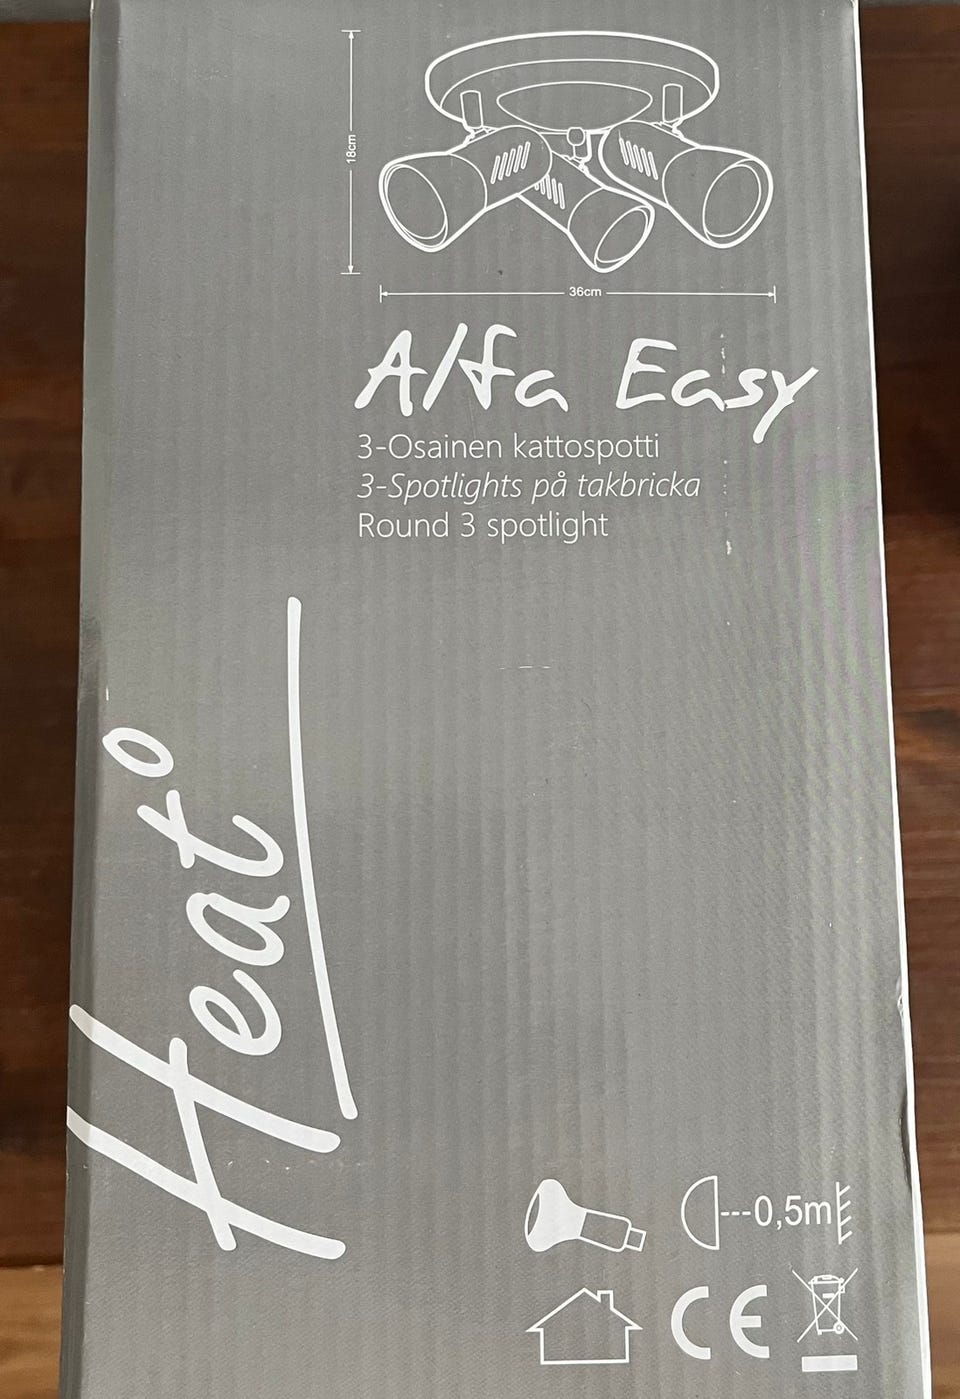 18cm
36cm
Alfa Easy
3-Osainen kattospotti
3-Spotlights på takbricka
Round 3 spotlight
Heat°
0,5m
CE